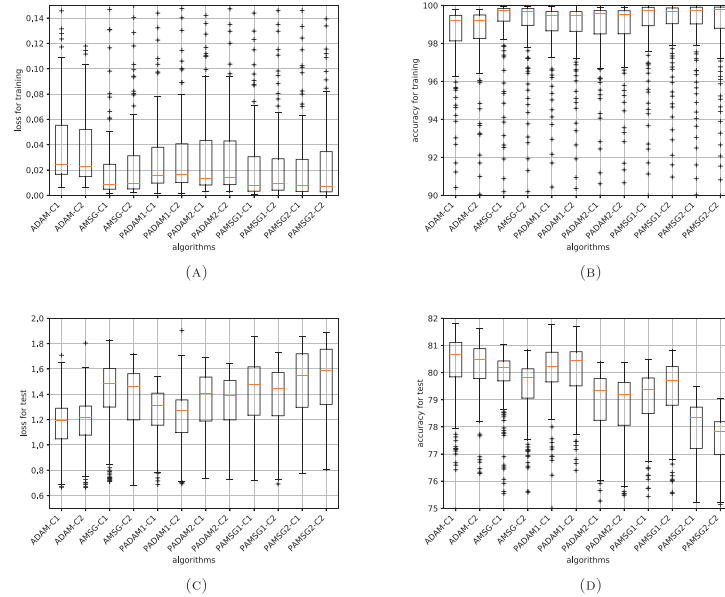 0,14
0,12
0,10
0,08
0,06
0,04
0,02
0,00
loss for training
ADAM-C1
ADAM-C2
AMSG-C1
AMSG-C2
PADAM1-C1
PADAM1-C2
PADAM2-C1
PADAM2-C2
PAMSG1-C1
PAMSG1-C2
PAMSG2-C1
PAMSG2-C2
algorithms
(A)
100
98
96
94
92
90
accuracy for training
ADAM-C1
ADAM-C2
AMSG-C1
AMSG-C2
PADAM1-C1
PADAM1-C2
PADAM2-C1
PADAM2-C2
PAMSG1-C1
PAMSG1-C2
PAMSG2-C1
PAMSG2-C2
algorithms
(B)
2,0
1,8
1,6
1,4
1,2
1,0
0,8
0,6
loss for test
ADAM-C1
ADAM-C2
AMSG-C1
AMSG-C2
PADAM1-C1
PADAM1-C2
PADAM2-C1
PADAM2-C2
PAMSG1-C1
PAMSG1-C2
PAMSG2-C1
PAMSG2-C2
algorithms
(C)
82
81
80
79
78
77
76
75
accuracy for test
ADAM-C1
ADAM-C2
AMSG-C1
AMSG-C2
PADAM1-C1
PADAM1-C2
PADAM2-C1
PADAM2-C2
PAMSG1-C1
PAMSG1-C2
PAMSG2-C1
PAMSG2-C2
algorithms
(D)